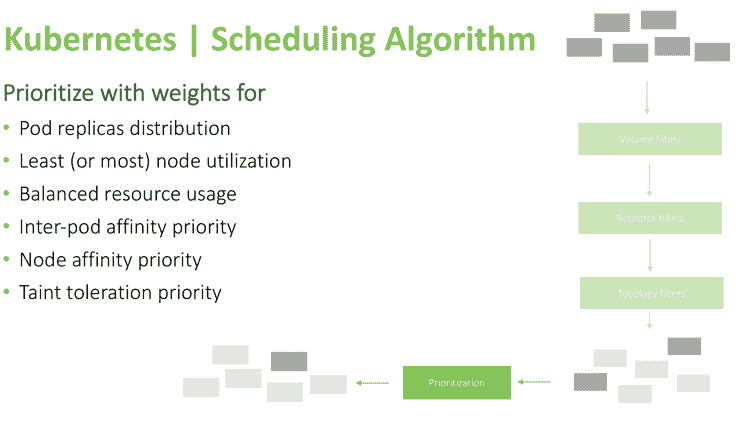 Kubernetes | Scheduling Algorithm
Prioritize with weights for
• Pod replicas distribution
• Least (or most) node utilization
• Balanced resource usage
• Inter-pod affinity priority
• Node affinity priority
• Taint toleration priority
Volume filters
Resource filters
Topology filters
Prioritization